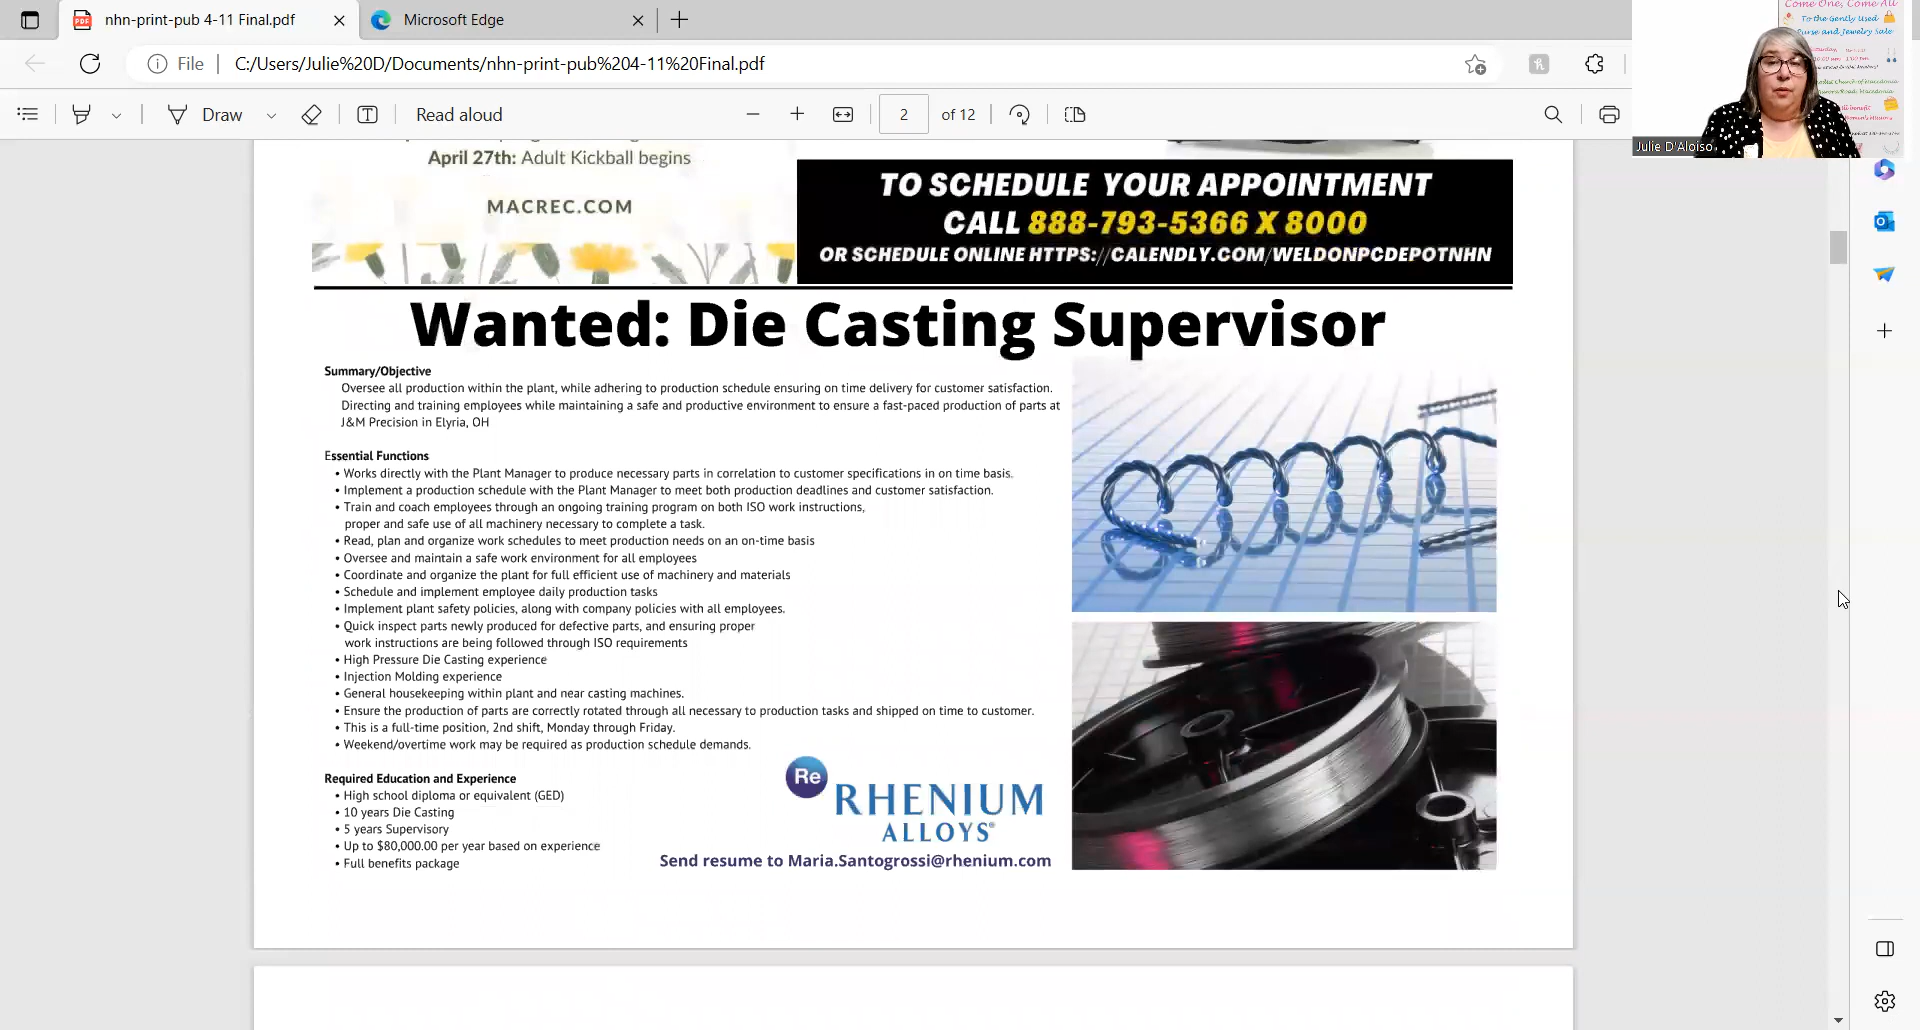 nhn-print-pub 4-11 Final.pdf
Microsoft Edge
File
C:/Users/Julie%20D/Documents/nhn-print-pub%204-11%20Final.pdf
Draw
Read aloud
2
of 12
Come One, Come All
To the Gently Used
Purse and Jewelry Sale
Julie D'Aloiso
April 27th: Adult Kickball begins
MACREC.COM
TO SCHEDULE YOUR APPOINTMENT
CALL 888-793-5366 X 8000
OR SCHEDULE ONLINE HTTPS://CALENDLY.COM/WELDONPCDEPOTNHN
Wanted: Die Casting Supervisor
Summary/Objective
Oversee all production within the plant, while adhering to production schedule ensuring on time delivery for customer satisfaction.
Directing and training employees while maintaining a safe and productive environment to ensure a fast-paced production of parts at
J&M Precision in Elyria, OH
Essential Functions
• Works directly with the Plant Manager to produce necessary parts in correlation to customer specifications in on time basis.
• Implement a production schedule with the Plant Manager to meet both production deadlines and customer satisfaction.
• Train and coach employees through an ongoing training program on both ISO work instructions,
proper and safe use of all machinery necessary to complete a task.
• Read, plan and organize work schedules to meet production needs on an on-time basis
• Oversee and maintain a safe work environment for all employees
• Coordinate and organize the plant for full efficient use of machinery and materials
• Schedule and implement employee daily production tasks
• Implement plant safety policies, along with company policies with all employees.
• Quick inspect parts newly produced for defective parts, and ensuring proper
work instructions are being followed through ISO requirements
• High Pressure Die Casting experience
• Injection Molding experience
• General housekeeping within plant and near casting machines.
• Ensure the production of parts are correctly rotated through all necessary to production tasks and shipped on time to customer.
• This is a full-time position, 2nd shift, Monday through Friday.
• Weekend/overtime work may be required as production schedule demands.
Required Education and Experience
• High school diploma or equivalent (GED)
• 10 years Die Casting
• 5 years Supervisory
• Up to $80,000.00 per year based on experience
• Full benefits package
Re
RHENIUM
ALLOYS®
Send resume to Maria.Santogrossi@rhenium.com